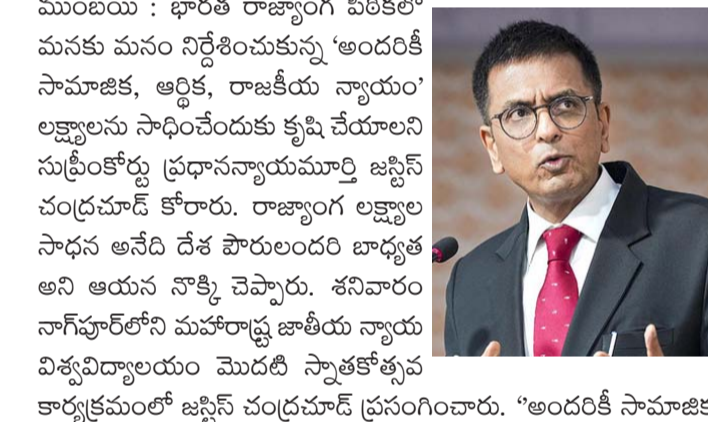 ముంబయి : భారత రాజ్యాంగ పీఠికలో
మనకు మనం నిర్దేశించుకున్న ‘అందరికీ
సామాజిక, ఆర్థిక, రాజకీయ న్యాయం’
లక్ష్యాలను సాధించేందుకు కృషి చేయాలని
సుప్రీంకోర్టు ప్రధానన్యాయమూర్తి జస్టిస్
చంద్రచూడ్ కోరారు. రాజ్యాంగ లక్ష్యాల
సాధన అనేది దేశ పౌరులందరి బాధ్యత
అని ఆయన నొక్కి చెప్పారు. శనివారం
నాగ్‌పూర్‌లోని మహారాష్ట్ర జాతీయ న్యాయ
విశ్వవిద్యాలయం మొదటి స్నాతకోత్సవ
కార్యక్రమంలో జస్టిస్ చంద్రచూడ్ ప్రసంగించారు. ‘’అందరికీ సామాజిక